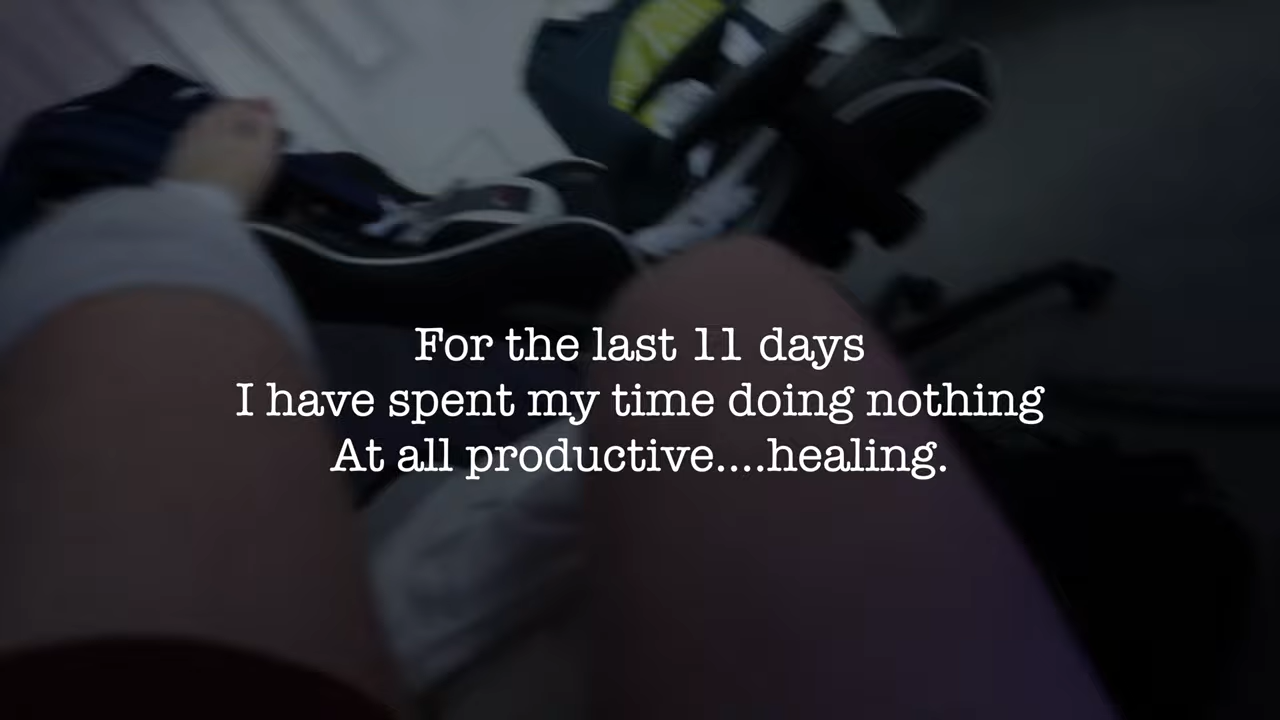 For the last 11 days
I have spent my time doing nothing
At all productive....healing.